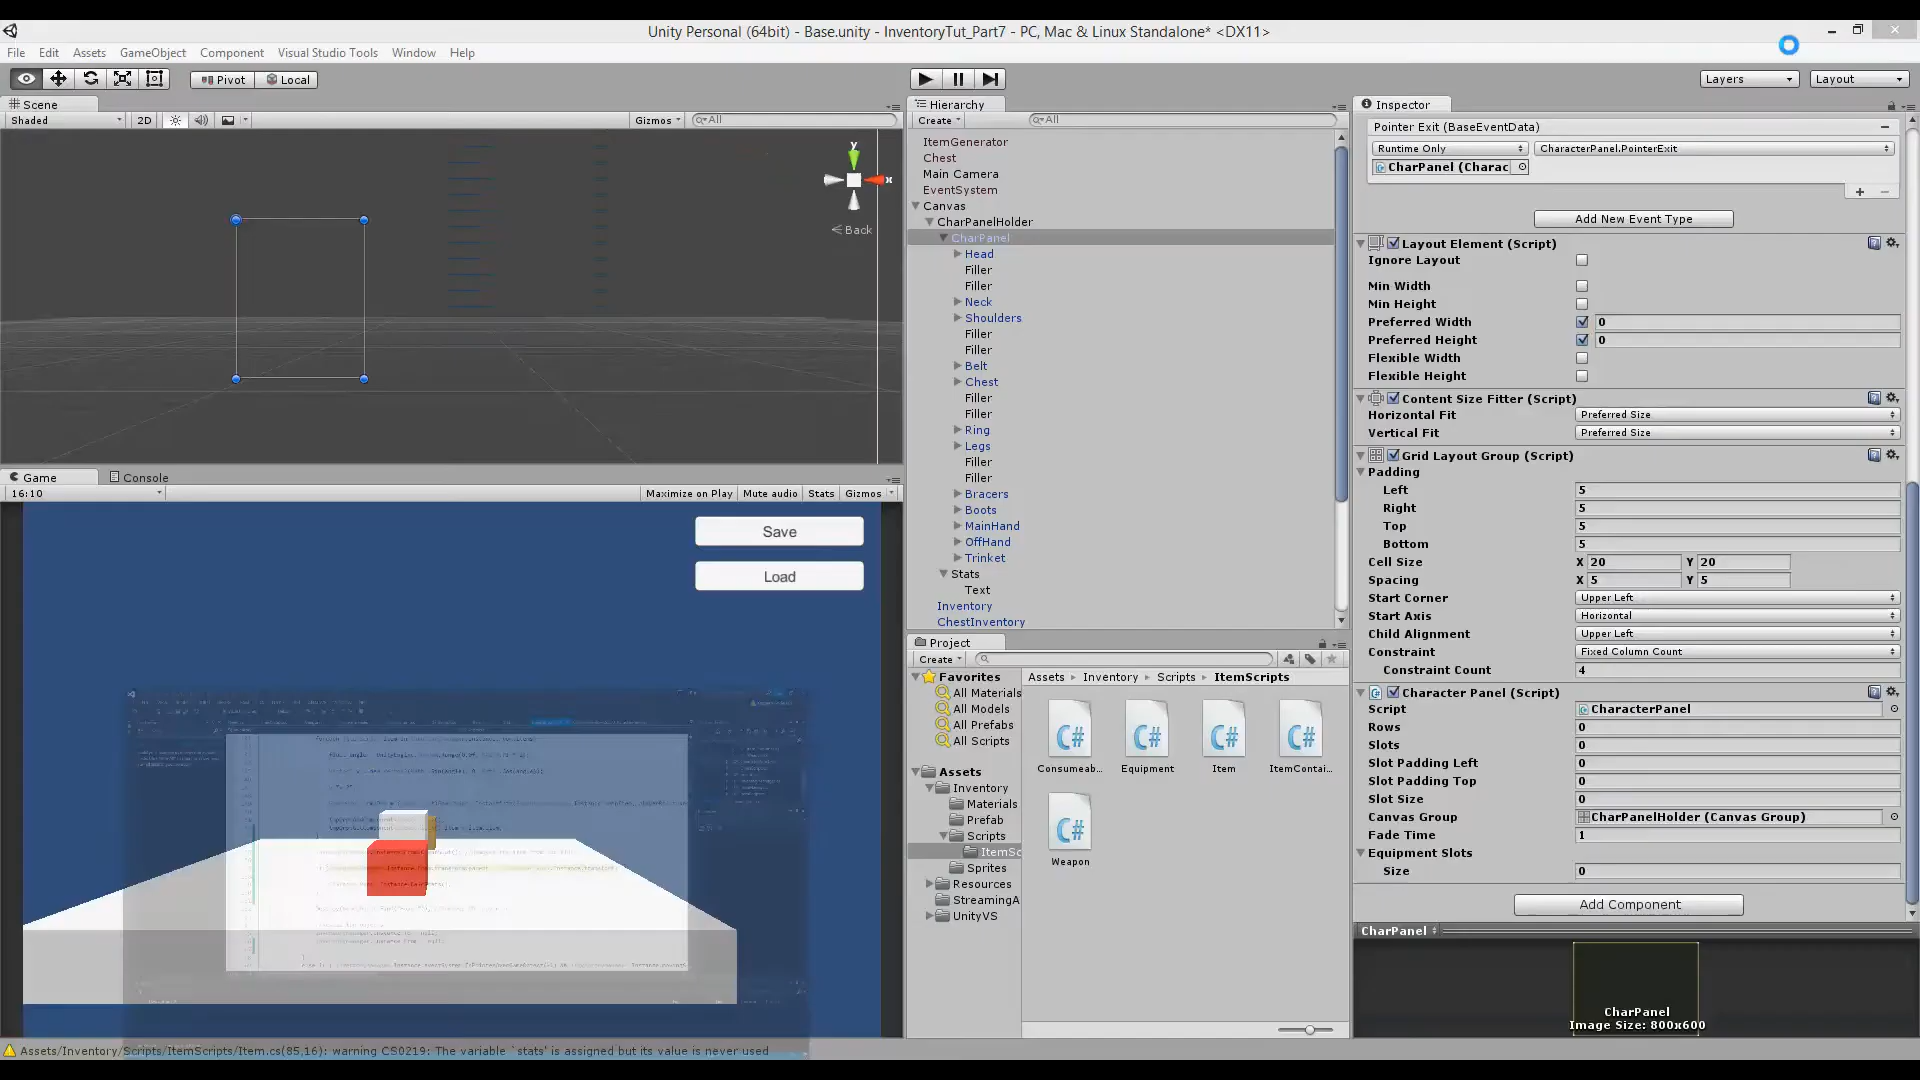 Unity Personal (64bit) - Base.unity - InventoryTut_Part7 - PC, Mac & Linux Standalone* <DX11>
File Edit Assets GameObject Component Visual Studio Tools Window Help
Pivot Local Layers Layout
Scene
Shaded 2D Gizmos All
y
x
Back
Game Console
16:10 Maximize on Play Mute audio Stats Gizmos
Save
Load
Hierarchy
Create All
ItemGenerator
Chest
Main Camera
EventSystem
Canvas
CharPanelHolder
CharPanel
Head
Filler
Filler
Neck
Shoulders
Filler
Filler
Belt
Chest
Filler
Filler
Ring
Legs
Filler
Filler
Bracers
Boots
MainHand
OffHand
Trinket
Stats
Text
Inventory
ChestInventory
Project
Create
Favorites
All Materials
All Models
All Prefabs
All Scripts
Assets
Inventory
Materials
Prefab
Scripts
ItemSc
Sprites
Resources
StreamingA
UnityVS
Assets Inventory Scripts ItemScripts
Consumeab... Equipment Item ItemContai...
Weapon
Inspector
Pointer Exit (BaseEventData)
Runtime Only CharacterPanel.PointerExit
CharPanel (Charac
Add New Event Type
Layout Element (Script)
Ignore Layout
Min Width
Min Height
Preferred Width 0
Preferred Height 0
Flexible Width
Flexible Height
Content Size Fitter (Script)
Horizontal Fit Preferred Size
Vertical Fit Preferred Size
Grid Layout Group (Script)
Padding
Left 5
Right 5
Top 5
Bottom 5
Cell Size X 20 Y 20
Spacing X 5 Y 5
Start Corner Upper Left
Start Axis Horizontal
Child Alignment Upper Left
Constraint Fixed Column Count
Constraint Count 4
Character Panel (Script)
Script CharacterPanel
Rows 0
Slots 0
Slot Padding Left 0
Slot Padding Top 0
Slot Size 0
Canvas Group CharPanelHolder (Canvas Group)
Fade Time 1
Equipment Slots
Size 0
Add Component
CharPanel
CharPanel
Image Size: 800x600
Assets/Inventory/Scripts/ItemScripts/Item.cs(85,16): warning CS0219: The variable `stats' is assigned but its value is never used